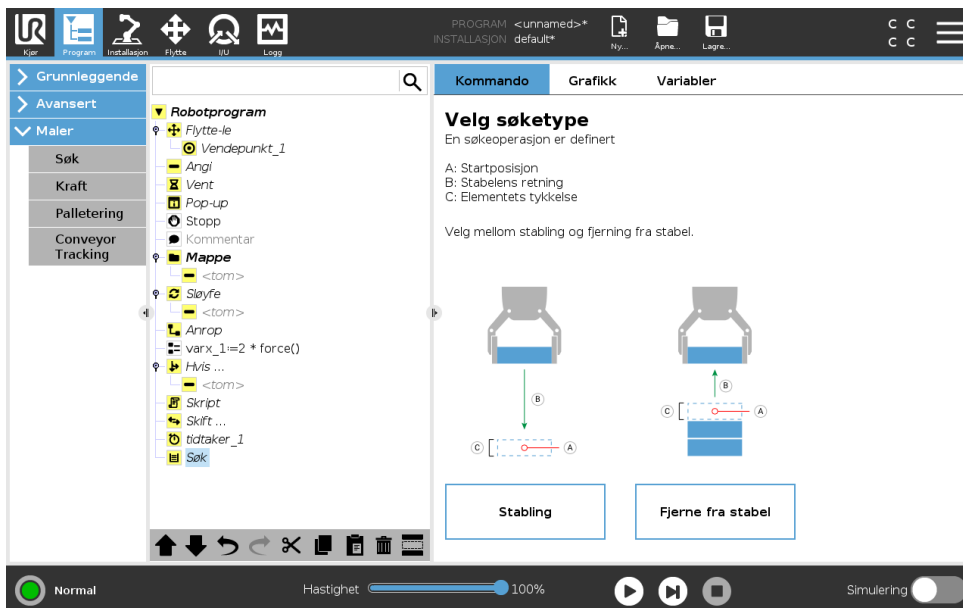 PROGRAM <unnamed>*
INSTALLASJON default*
Kjør
Program
Installasjon
Flytte
I/U
Logg
Ny...
Åpne...
Lagre...
C C
C C
Grunnleggende
Avansert
Maler
Søk
Kraft
Palletering
Conveyor
Tracking
Robotprogram
Flytte-le
Vendepunkt_1
Angi
Vent
Pop-up
Stopp
Kommentar
Mappe
<tom>
Sløyfe
<tom>
Anrop
varx_1:=2 * force()
Hvis ...
<tom>
Skript
Skift ...
tidtaker_1
Søk
Kommando
Grafikk
Variabler
Velg søketype
En søkeoperasjon er definert
A: Startposisjon
B: Stabelens retning
C: Elementets tykkelse
Velg mellom stabling og fjerning fra stabel.
B
C
A
B
C
A
Stabling
Fjerne fra stabel
Normal
Hastighet
100%
Simulering